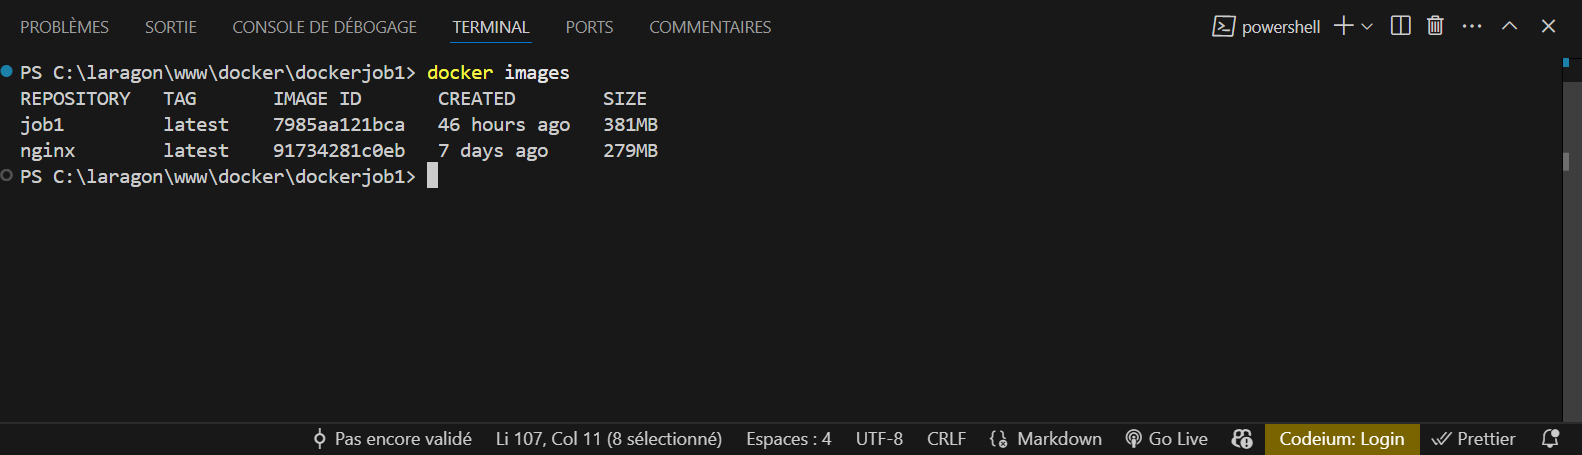 PROBLÈMES SORTIE CONSOLE DE DÉBOGAGE TERMINAL PORTS COMMENTAIRES powershell
PS C:\laragon\www\docker\dockerjob1> docker images
REPOSITORY TAG IMAGE ID CREATED SIZE
job1 latest 7985aa121bca 46 hours ago 381MB
nginx latest 91734281c0eb 7 days ago 279MB
PS C:\laragon\www\docker\dockerjob1>
Pas encore validé Li 107, Col 11 (8 sélectionné) Espaces : 4 UTF-8 CRLF Markdown Go Live Codeium: Login Prettier